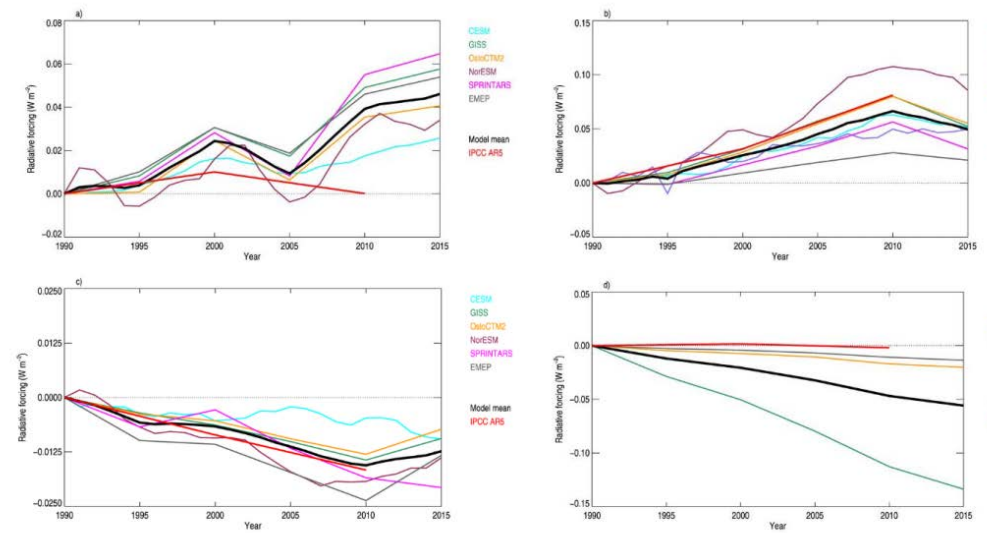 a)
0.08
0.06
0.04
0.02
0.00
−0.02
Radiative forcing (W m⁻²)
1990 1995 2000 2005 2010 2015
Year
CESM
GISS
OsloCTM2
NorESM
SPRINTARS
EMEP
Model mean
IPCC AR5
b)
0.15
0.10
0.05
0.00
−0.05
Radiative forcing (W m⁻²)
1990 1995 2000 2005 2010 2015
Year
c)
0.0250
0.0125
0.0000
−0.0125
−0.0250
Radiative forcing (W m⁻²)
1990 1995 2000 2005 2010 2015
Year
CESM
GISS
OsloCTM2
NorESM
SPRINTARS
EMEP
Model mean
IPCC AR5
d)
0.05
0.00
−0.05
−0.10
−0.15
Radiative forcing (W m⁻²)
1990 1995 2000 2005 2010 2015
Year